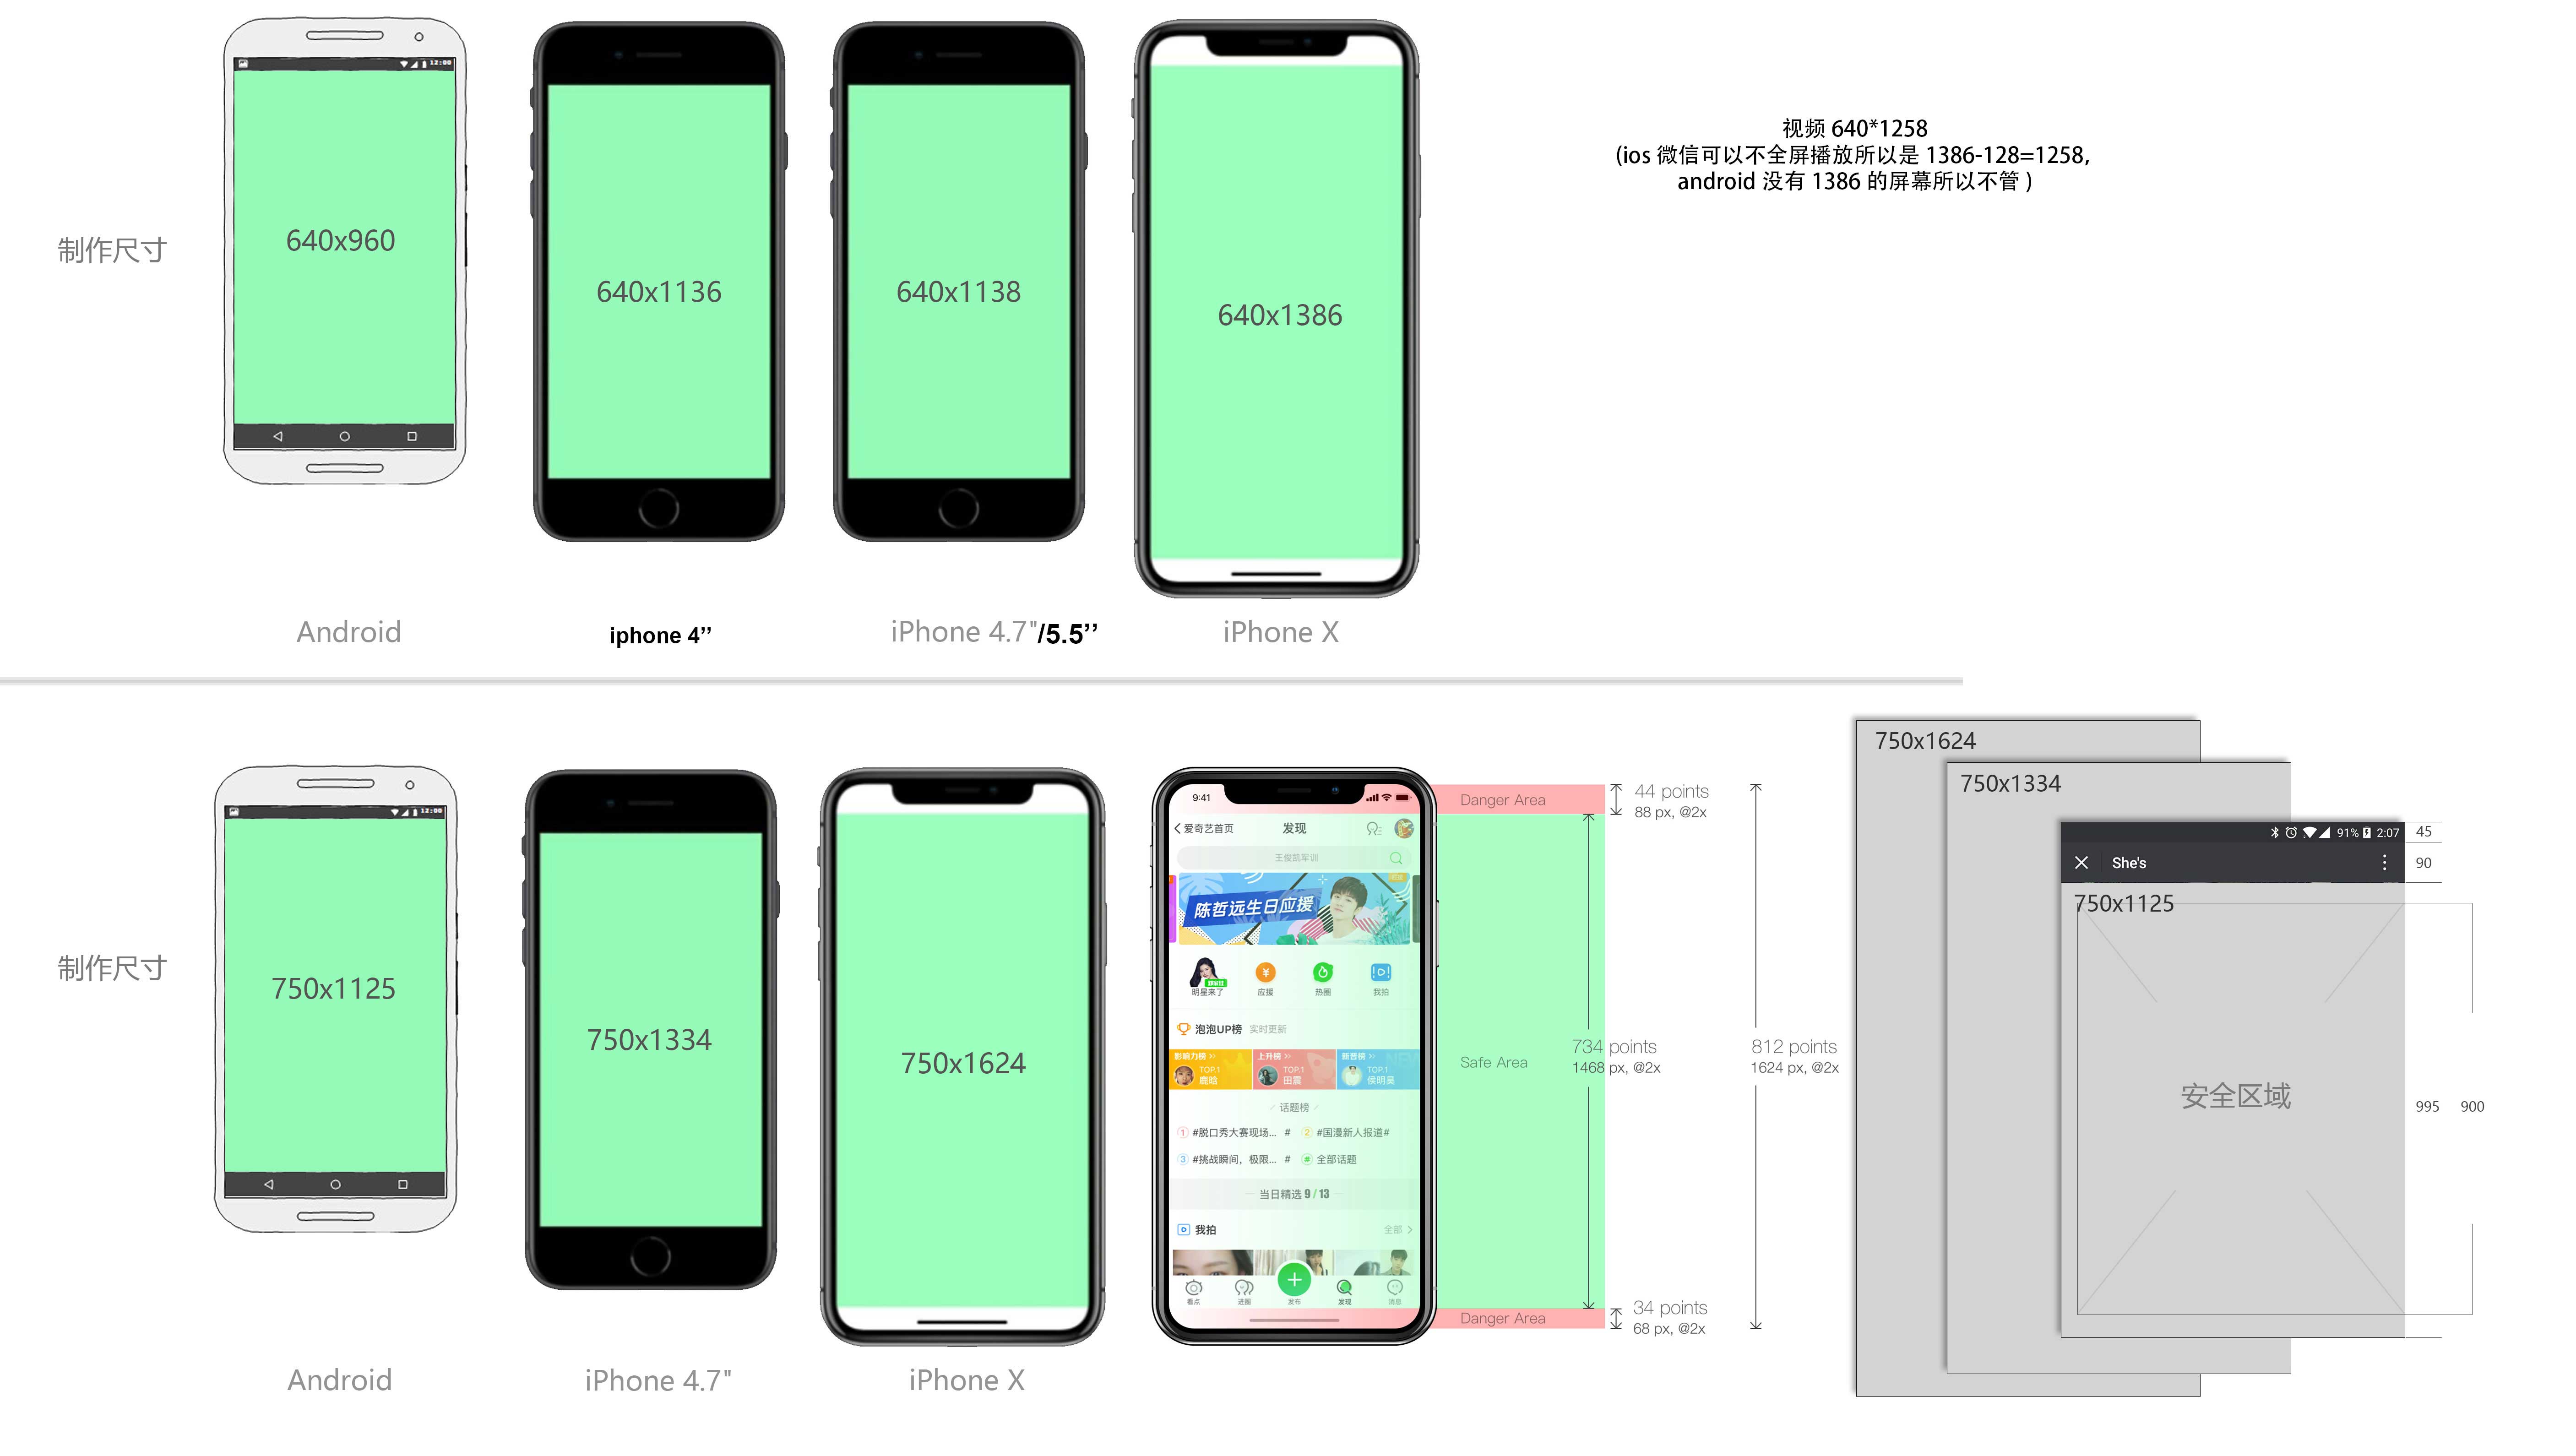 12:00
640x960
640x1136
640x1138
640x1386
视频 640*1258
(ios 微信可以不全屏播放所以是 1386-128=1258,
android 没有 1386 的屏幕所以不管 )
制作尺寸
Android
iphone 4’’
iPhone 4.7"/5.5’’
iPhone X
制作尺寸
12:00
750x1125
750x1334
750x1624
Android
iPhone 4.7"
iPhone X
9:41
爱奇艺首页 发现
王俊凯军训
陈哲远生日应援
明星来了 应援 热圈 我拍
泡泡UP榜 实时更新
影响力榜 上升榜 新晋榜
TOP.1 TOP.1 TOP.1
鹿晗 田震 侯明昊
话题榜
1 #脱口秀大赛现场... # 2 #国漫新人报道#
3 #挑战瞬间，极限... # # 全部话题
当日精选 9 / 13
我拍 全部
看点 进圈 发布 发现 消息
Danger Area
44 points
88 px, @2x
Safe Area
734 points
1468 px, @2x
812 points
1624 px, @2x
Danger Area
34 points
68 px, @2x
750x1624
750x1334
91% 2:07
45
She's
90
750x1125
安全区域
995 900